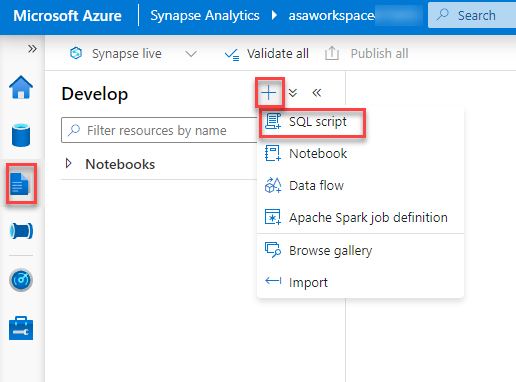 Microsoft Azure Synapse Analytics asaworkspace Search
Synapse live Validate all Publish all
Develop
Filter resources by name
Notebooks
SQL script
Notebook
Data flow
Apache Spark job definition
Browse gallery
Import